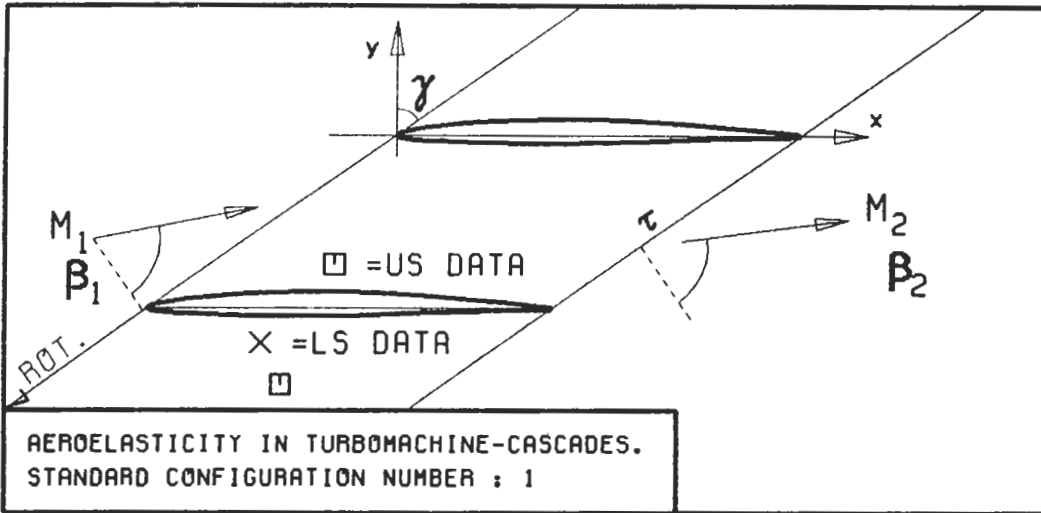 y
γ
x
M₁
β₁
τ
M₂
β₂
=US DATA
× =LS DATA
ROT.
AEROELASTICITY IN TURBOMACHINE-CASCADES.
STANDARD CONFIGURATION NUMBER : 1